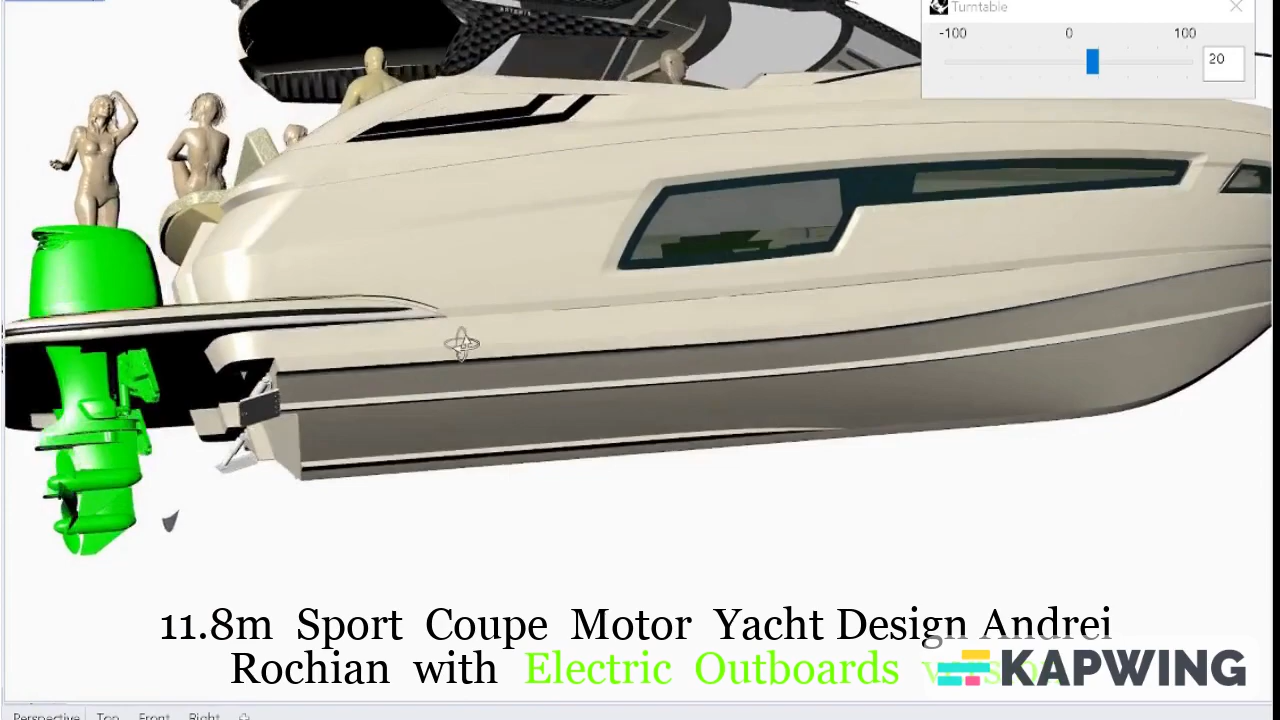 Turntable
-100 0 100
20
11.8m Sport Coupe Motor Yacht Design Andrei
Rochian with Electric Outboards
KAPWING
Perspective Top Front Right